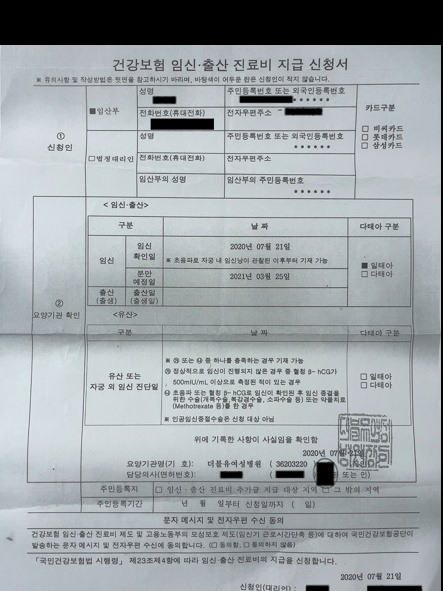 건강보험 임신·출산 진료비 지급 신청서
※ 유의사항 및 작성방법은 뒷면을 참고하시기 바라며, 바탕색이 어두운 란은 신청인이 적지 않습니다.
① 신청인
■임산부
성명
주민등록번호 또는 외국인등록번호
******
전화번호(휴대전화)
전자우편주소
카드구분
□ 비씨카드
□ 롯데카드
□ 삼성카드
□법정대리인
성명
주민등록번호 또는 외국인등록번호
******
전화번호(휴대전화)
전자우편주소
임산부의 성명
임산부의 주민등록번호
******
② 요양기관 확인
< 임신·출산>
구분
날 짜
다태아 구분
임신
임신 확인일
2020년 07월 21일
※ 초음파로 자궁 내 임신낭이 관찰된 이후부터 기재 가능
분만 예정일
2021년 03월 25일
■ 일태아
□ 다태아
출산 (출생)
출산일 (출생일)
<유산>
구분
날 짜
다태아 구분
유산 또는
자궁 외 임신 진단일
※ ㉮ 또는 ㉯ 중 하나를 충족하는 경우 기재 가능
㉮ 정상적으로 임신이 진행되지 않은 경우 중 혈청 β- hCG가
500mIU/mL 이상으로 측정된 적이 있는 경우
㉯ 초음파 또는 혈청 β- hCG로 임신이 확인된 후 임신 종결을
위한 수술(개복수술,복강경수술, 소파수술 등) 또는 약물치료
(Methotrexate 등)를 한 경우
※ 인공임신중절수술은 신청 대상 아님
□ 일태아
□ 다태아
위에 기록한 사항이 사실임을 확인함
2020년 07월 21일
요양기관명(기 호): 더블유여성병원 ( 36203220
담당의사(면허번호): ( 또는 인)
주민등록지
□ 임신·출산 진료비 추가금 지급 대상 지역 □ 그 밖의 지역
주민등록기간
년 월 일부터 신청일까지 ( 일)
문자 메시지 및 전자우편 수신 동의
건강보험 임신·출산 진료비 제도 및 고용노동부의 모성보호 제도(임신기 근로시간단축 등)에 대하여 국민건강보험공단이
발송하는 문자 메시지 및 전자우편 수신에 동의합니다. (□ 동의함, □ 동의하지 않음)
「국민건강보험법 시행령」 제23조제4항에 따라 임신·출산 진료비의 지급을 신청합니다.
2020년 07월 21일
신청인(대리인) :